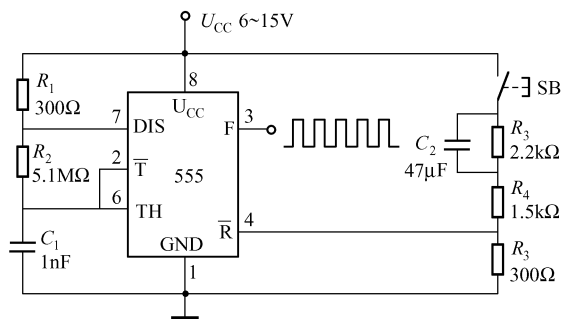 U_CC 6~15V
R₁
300Ω
R₂
5.1MΩ
C₁
1nF
7
2
6
8
U_CC
DIS
T̅
TH
555
F
R̅
GND
1
3
4
SB
C₂
47μF
R₃
2.2kΩ
R₄
1.5kΩ
R₃
300Ω